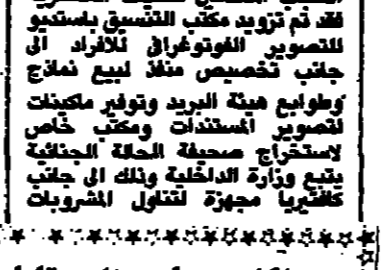 فقد تم تزويد مكتب التنسيق باستديو
للتصوير الفوتوغرافى للافراد الى
جانب تخصيص منفذ لبيع نماذج
وطوابع هيئة البريد وتوفير ماكينات
لتصوير المستندات ومكتب خاص
لاستخراج صحيفة الحالة الجنائية
يتبع وزارة الداخلية وذلك الى جانب
كافتيريا مجهزة لتناول المشروبات